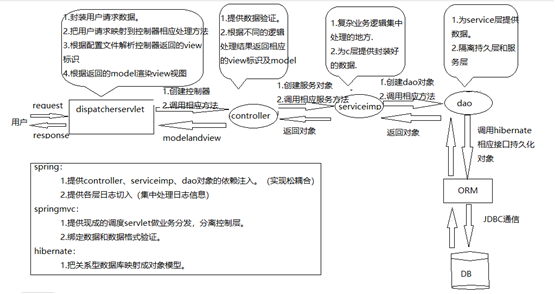 1.封装用户请求数据。
2.把用户请求映射到控制器相应处理方法
3.根据配置文件解析控制器返回的view
标识
4.根据返回的model渲染view视图
1.提供数据验证。
2.根据不同的逻辑
处理结果返回相应
的view标识及model
1.复杂业务逻辑集中
处理的地方.
2.为c层提供封装好
的数据.
1.为service层提供
数据。
2.隔离持久层和服
务层
用户
request
response
dispatcherservlet
1.创建控制器
2.调用相应方法
modelandview
controller
1.创建服务对象
2.调用相应服务方法
返回对象
serviceimp
f.创建dao对象
2.调用相应方法
返回对象
dao
调用hibernate
相应接口持久化
对象
ORM
JDBC通信
DB
spring:
1.提供controller、serviceimp、dao对象的依赖注入。（实现松耦合）
2.提供各层日志切入（集中处理日志信息）
springmvc:
1.提供现成的调度servlet做业务分发，分离控制层。
2.绑定数据和数据格式验证。
hibernate:
1.把关系型数据库映射成对象模型。